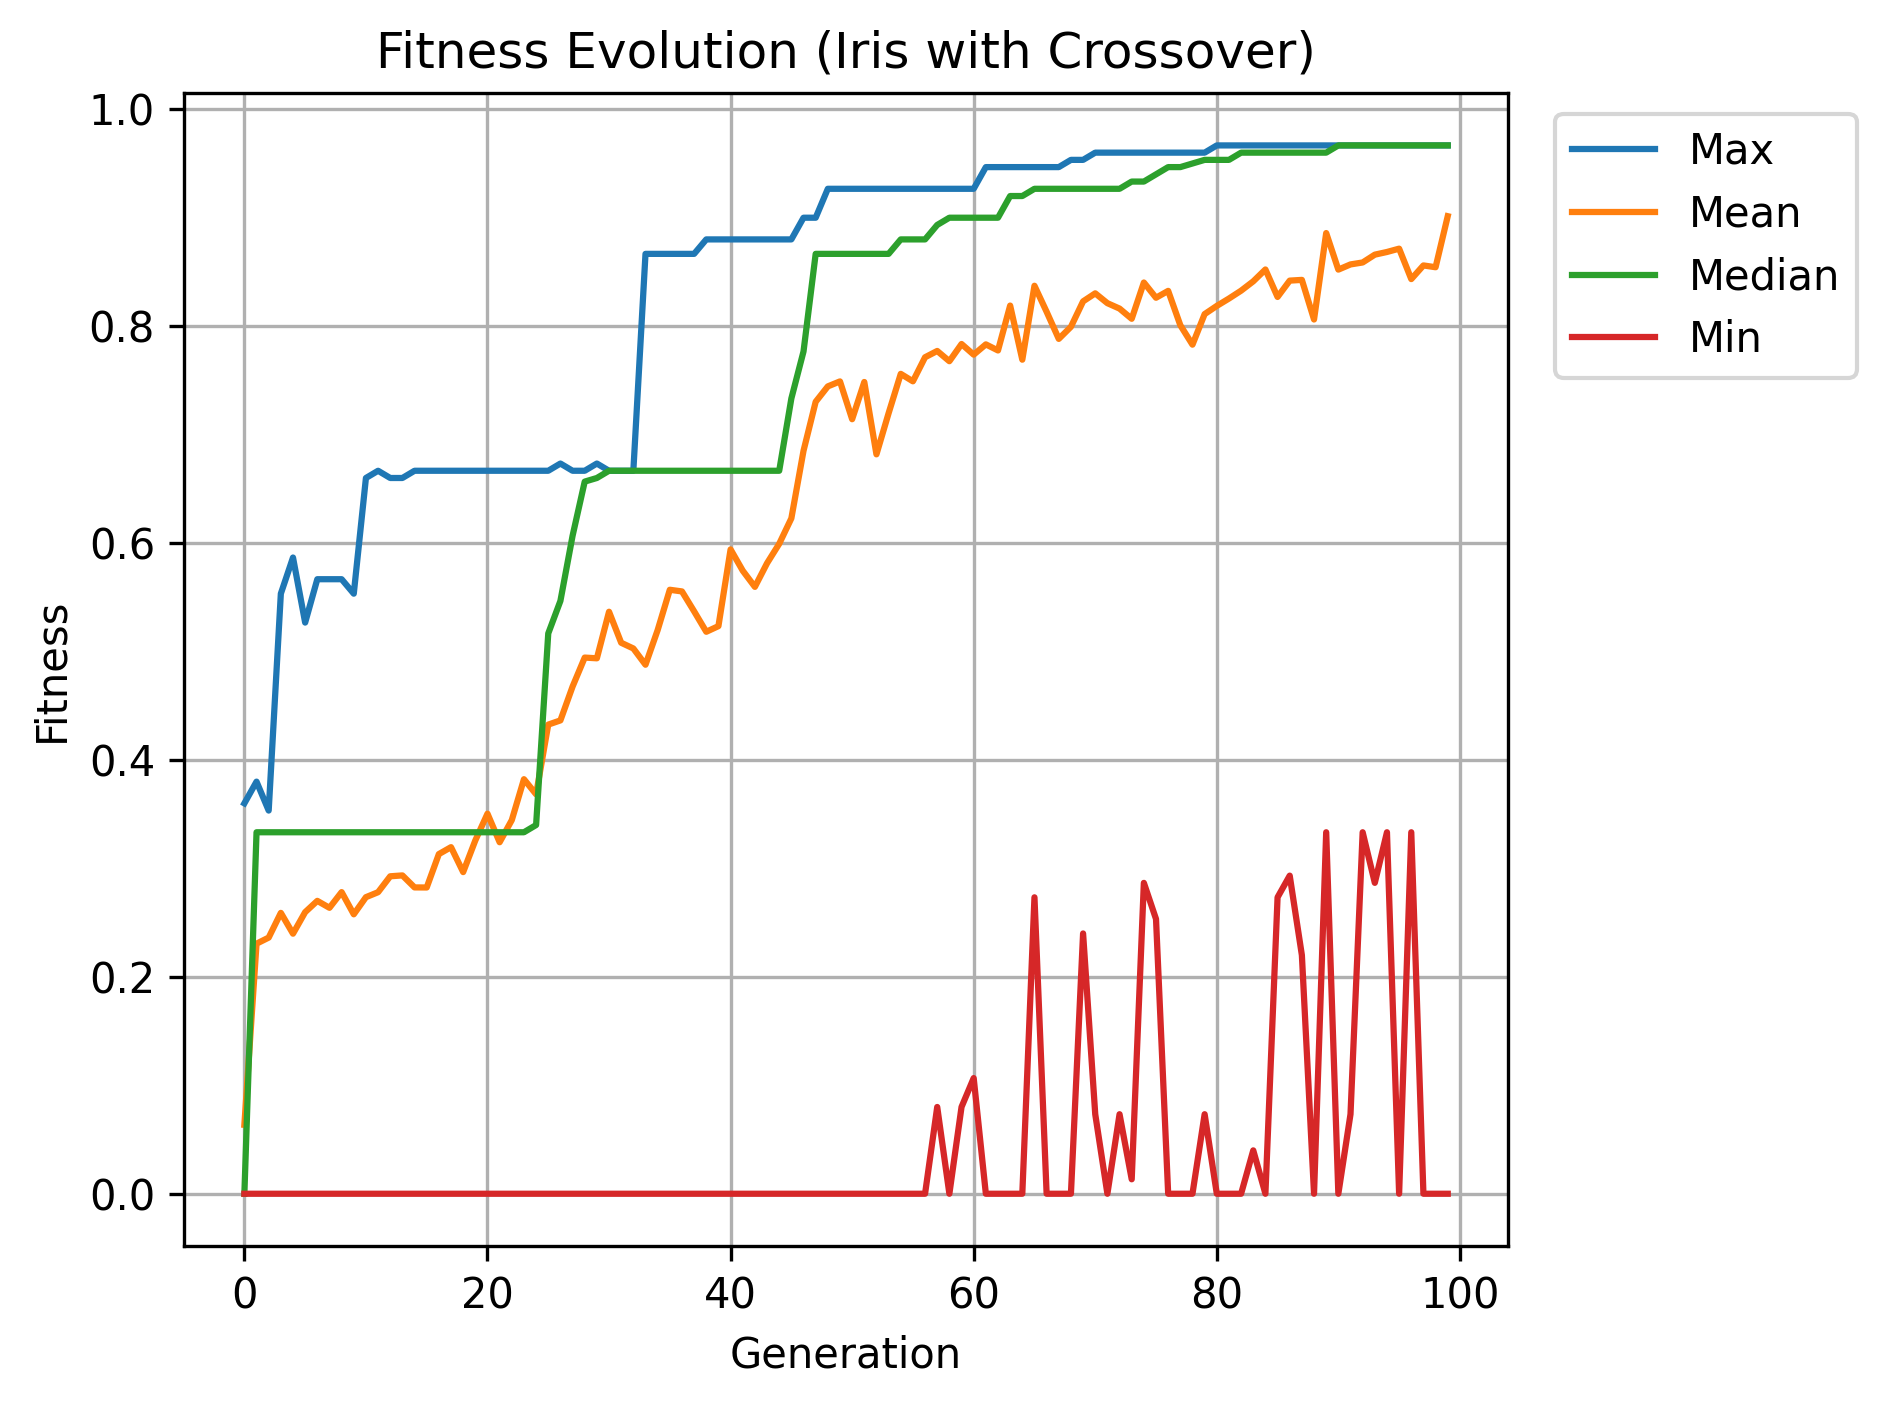 Fitness Evolution (Iris with Crossover)
1.0
0.8
0.6
0.4
0.2
0.0
Fitness
0 20 40 60 80 100
Generation
Max
Mean
Median
Min